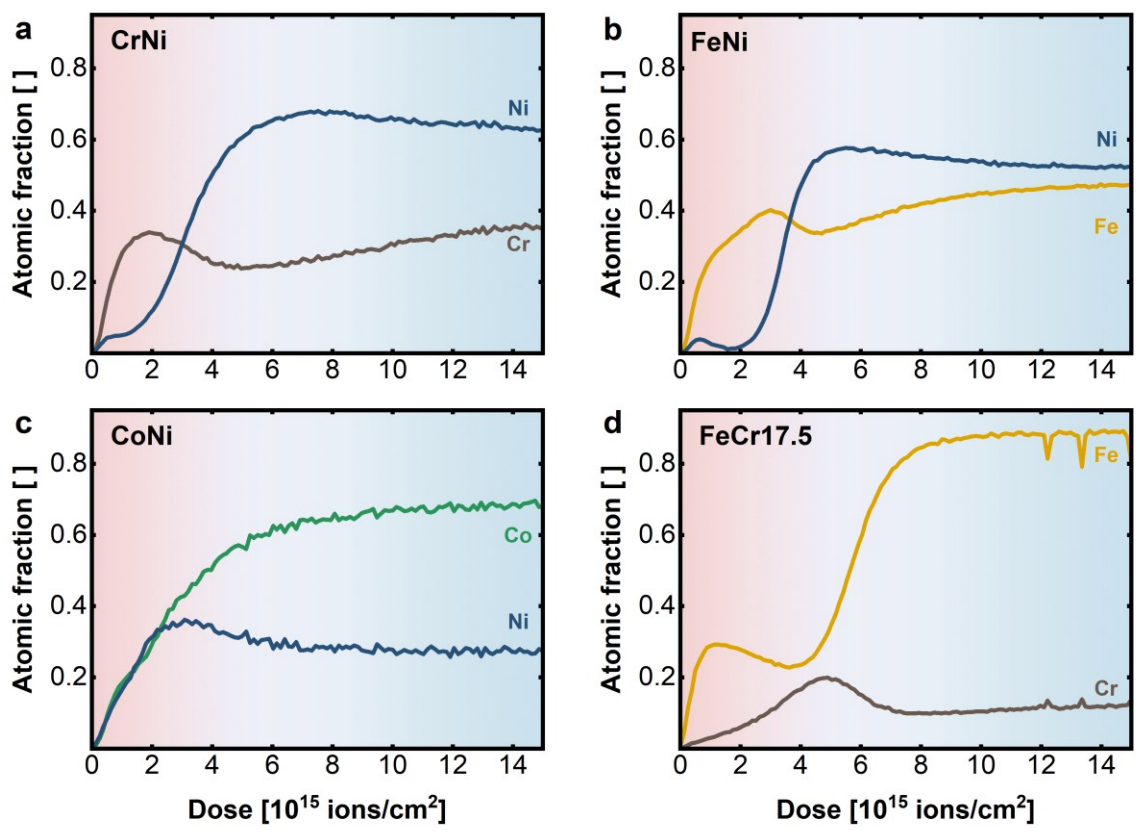 a
CrNi
Atomic fraction [ ]
0.8
0.6
0.4
0.2
Ni
Cr
0 2 4 6 8 10 12 14
b
FeNi
Atomic fraction [ ]
0.8
0.6
0.4
0.2
Ni
Fe
0 2 4 6 8 10 12 14
c
CoNi
Atomic fraction [ ]
0.8
0.6
0.4
0.2
Co
Ni
0 2 4 6 8 10 12 14
Dose [10¹⁵ ions/cm²]
d
FeCr17.5
Atomic fraction [ ]
0.8
0.6
0.4
0.2
Fe
Cr
0 2 4 6 8 10 12 14
Dose [10¹⁵ ions/cm²]